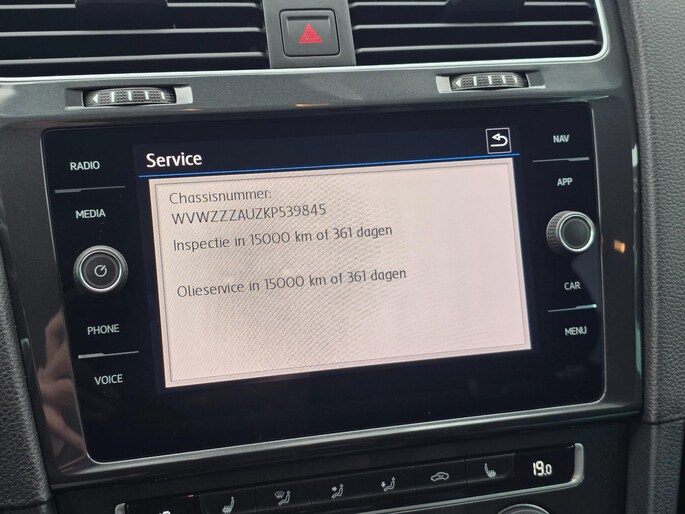 RADIO
MEDIA
PHONE
VOICE
Service
Chassisnummer:
WVWZZZAUZKP539845
Inspectie in 15000 km of 361 dagen
Olieservice in 15000 km of 361 dagen
NAV
APP
CAR
MENU
19.0